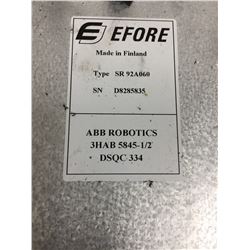 EFORE
Made in Finland
Type SR 92A060
SN D8285835
ABB ROBOTICS
3HAB 5845-1/2
DSQC 334